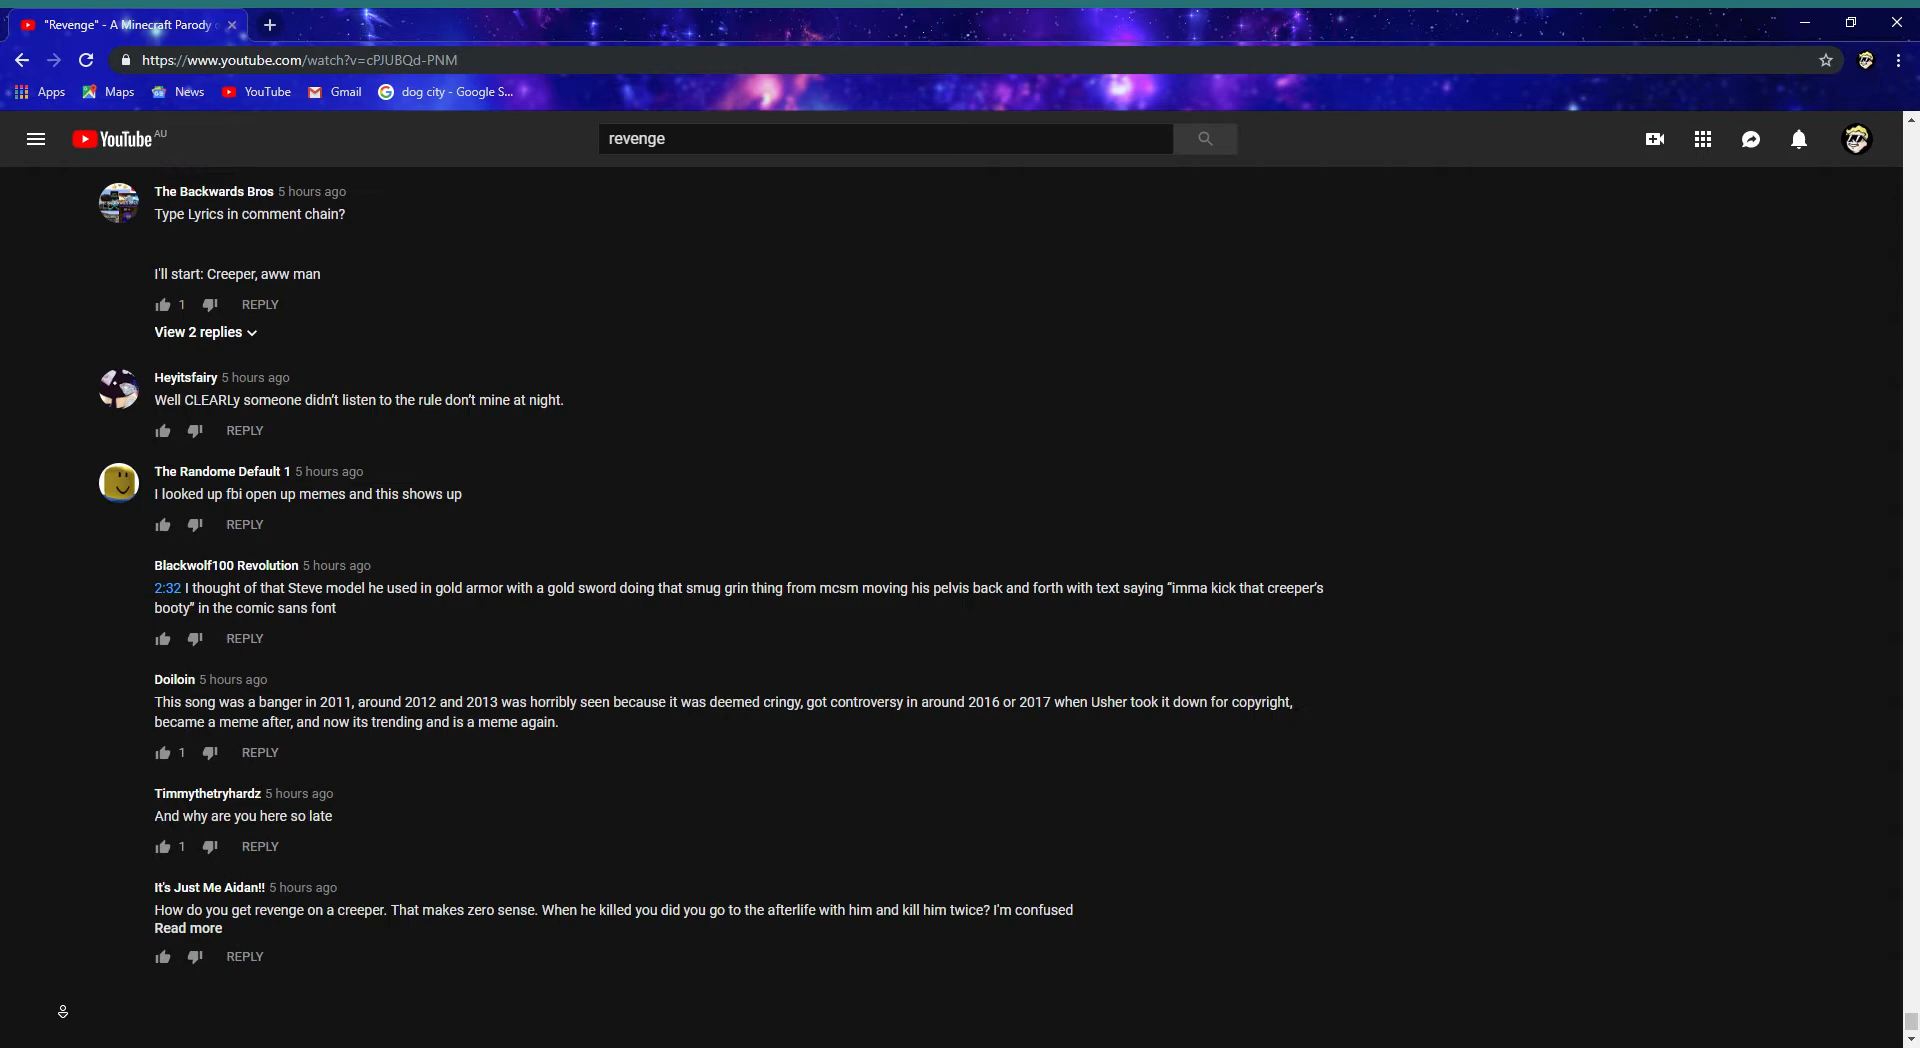 "Revenge" - A Minecraft Parody
https://www.youtube.com/watch?v=cPJUBQd-PNM
Apps Maps News YouTube Gmail dog city - Google S...
YouTube AU revenge
The Backwards Bros 5 hours ago
Type Lyrics in comment chain?
I'll start: Creeper, aww man
1 REPLY
View 2 replies
Heyitsfairy 5 hours ago
Well CLEARLy someone didn’t listen to the rule don’t mine at night.
REPLY
The Randome Default 1 5 hours ago
I looked up fbi open up memes and this shows up
REPLY
Blackwolf100 Revolution 5 hours ago
2:32 I thought of that Steve model he used in gold armor with a gold sword doing that smug grin thing from mcsm moving his pelvis back and forth with text saying “imma kick that creeper’s
booty” in the comic sans font
REPLY
Doiloin 5 hours ago
This song was a banger in 2011, around 2012 and 2013 was horribly seen because it was deemed cringy, got controversy in around 2016 or 2017 when Usher took it down for copyright,
became a meme after, and now its trending and is a meme again.
1 REPLY
Timmythetryhardz 5 hours ago
And why are you here so late
1 REPLY
It's Just Me Aidan!! 5 hours ago
How do you get revenge on a creeper. That makes zero sense. When he killed you did you go to the afterlife with him and kill him twice? I'm confused
Read more
REPLY